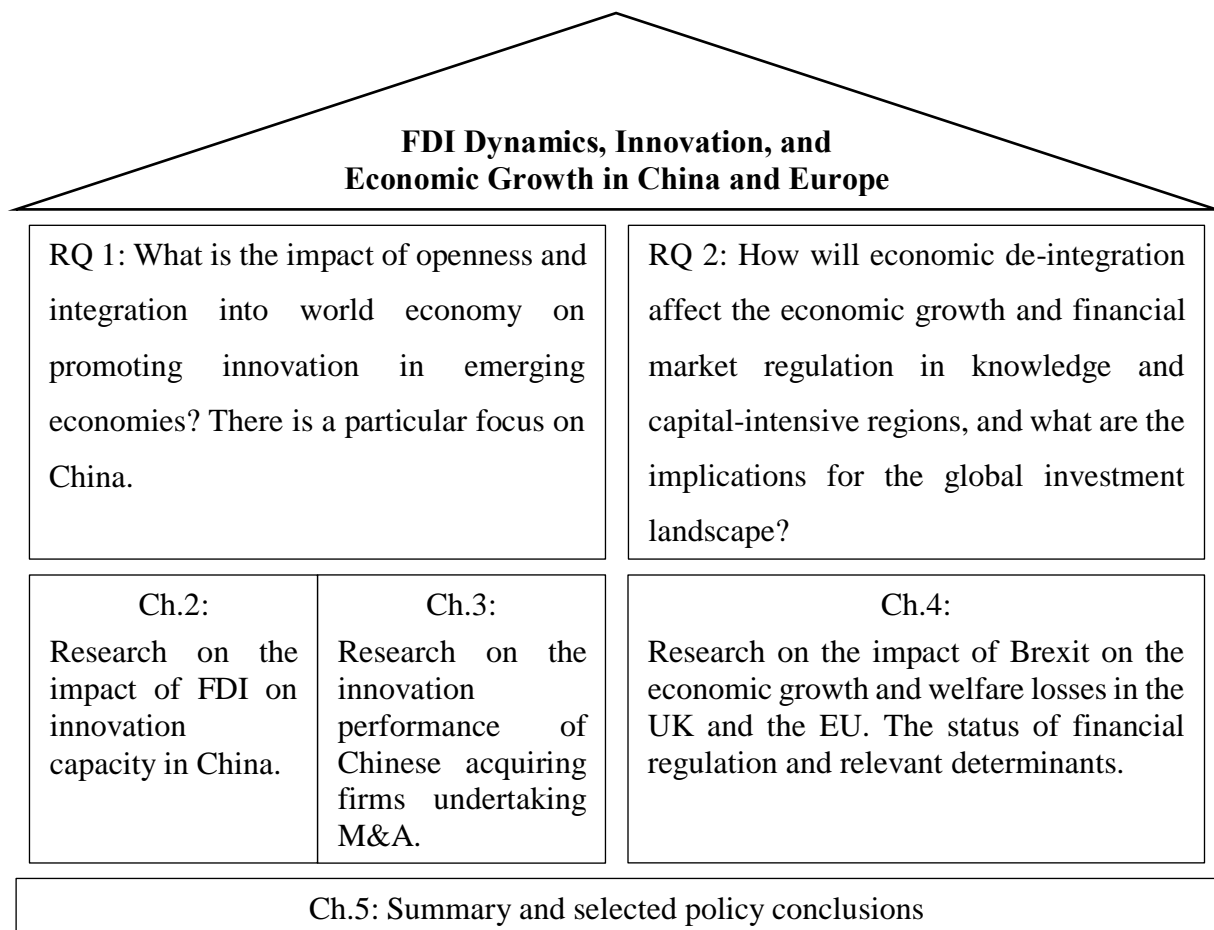 FDI Dynamics, Innovation, and
Economic Growth in China and Europe
RQ 1: What is the impact of openness and
integration into world economy on
promoting innovation in emerging
economies? There is a particular focus on
China.
RQ 2: How will economic de-integration
affect the economic growth and financial
market regulation in knowledge and
capital-intensive regions, and what are the
implications for the global investment
landscape?
Ch.2:
Research on the
impact of FDI on
innovation
capacity in China.
Ch.3:
Research on the
innovation
performance of
Chinese acquiring
firms undertaking
M&A.
Ch.4:
Research on the impact of Brexit on the
economic growth and welfare losses in the
UK and the EU. The status of financial
regulation and relevant determinants.
Ch.5: Summary and selected policy conclusions